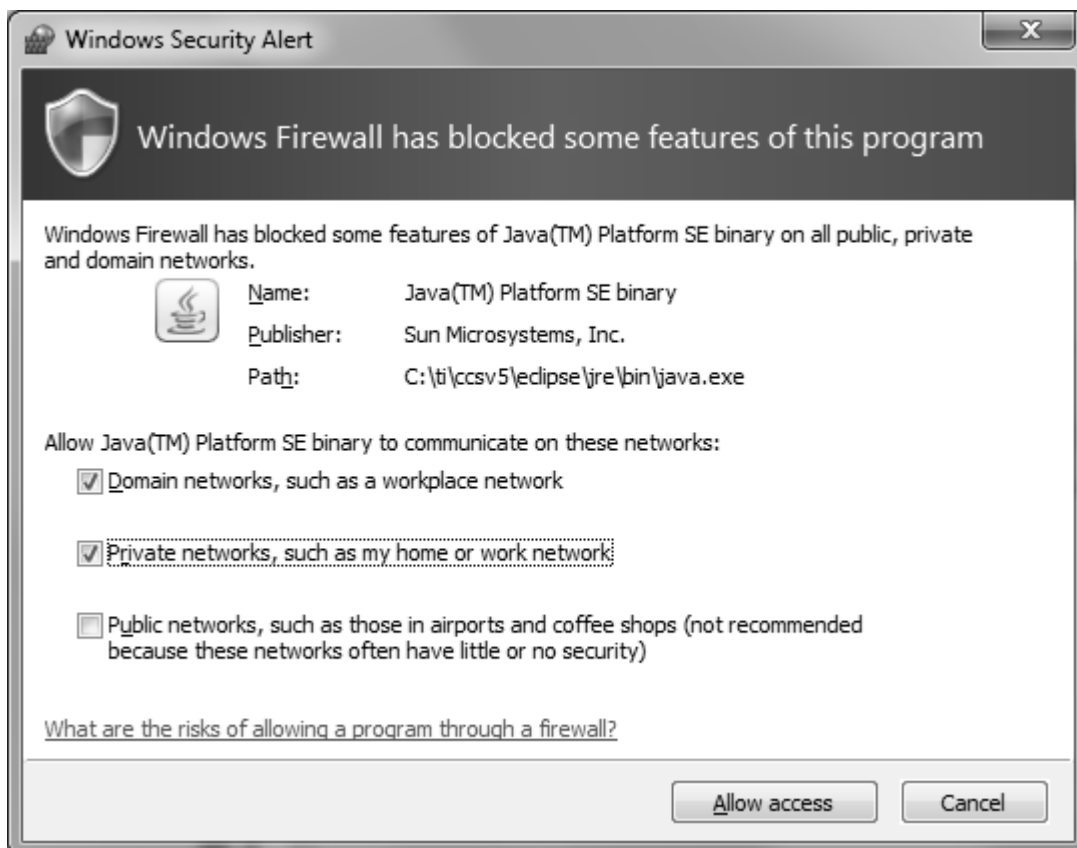 Windows Security Alert
Windows Firewall has blocked some features of this program
Windows Firewall has blocked some features of Java(TM) Platform SE binary on all public, private
and domain networks.
Name: Java(TM) Platform SE binary
Publisher: Sun Microsystems, Inc.
Path: C:\ti\ccsv5\eclipse\jre\bin\java.exe
Allow Java(TM) Platform SE binary to communicate on these networks:
Domain networks, such as a workplace network
Private networks, such as my home or work network
Public networks, such as those in airports and coffee shops (not recommended
because these networks often have little or no security)
What are the risks of allowing a program through a firewall?
Allow access Cancel